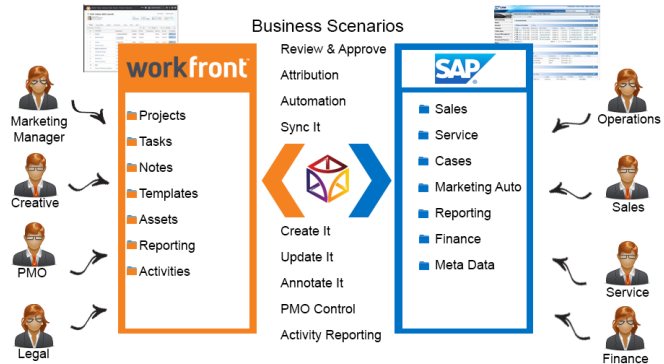 Business Scenarios
workfront
Projects
Tasks
Notes
Templates
Assets
Reporting
Activities
Review & Approve
Attribution
Automation
Sync It
Create It
Update It
Annotate It
PMO Control
Activity Reporting
SAP
Sales
Service
Cases
Marketing Auto
Reporting
Finance
Meta Data
Marketing
Manager
Creative
PMO
Legal
Operations
Sales
Service
Finance